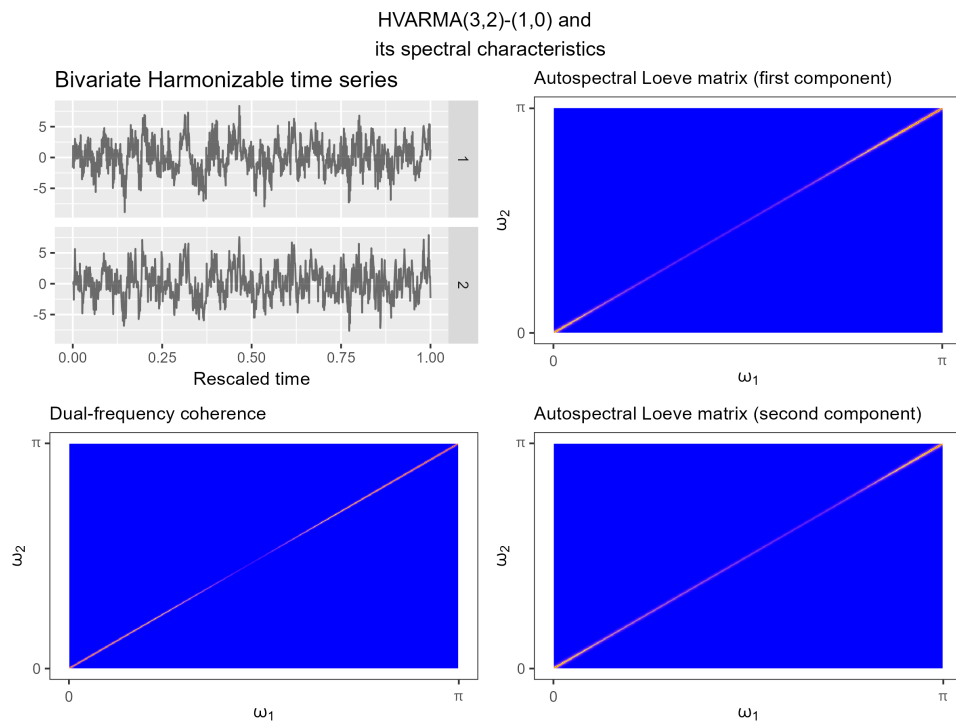 HVARMA(3,2)-(1,0) and
its spectral characteristics
Bivariate Harmonizable time series
5
0
-5
1
5
0
-5
2
0.00 0.25 0.50 0.75 1.00
Rescaled time
Autospectral Loeve matrix (first component)
π
ω₂
0
0 π
ω₁
Dual-frequency coherence
π
ω₂
0
0 π
ω₁
Autospectral Loeve matrix (second component)
π
ω₂
0
0 π
ω₁